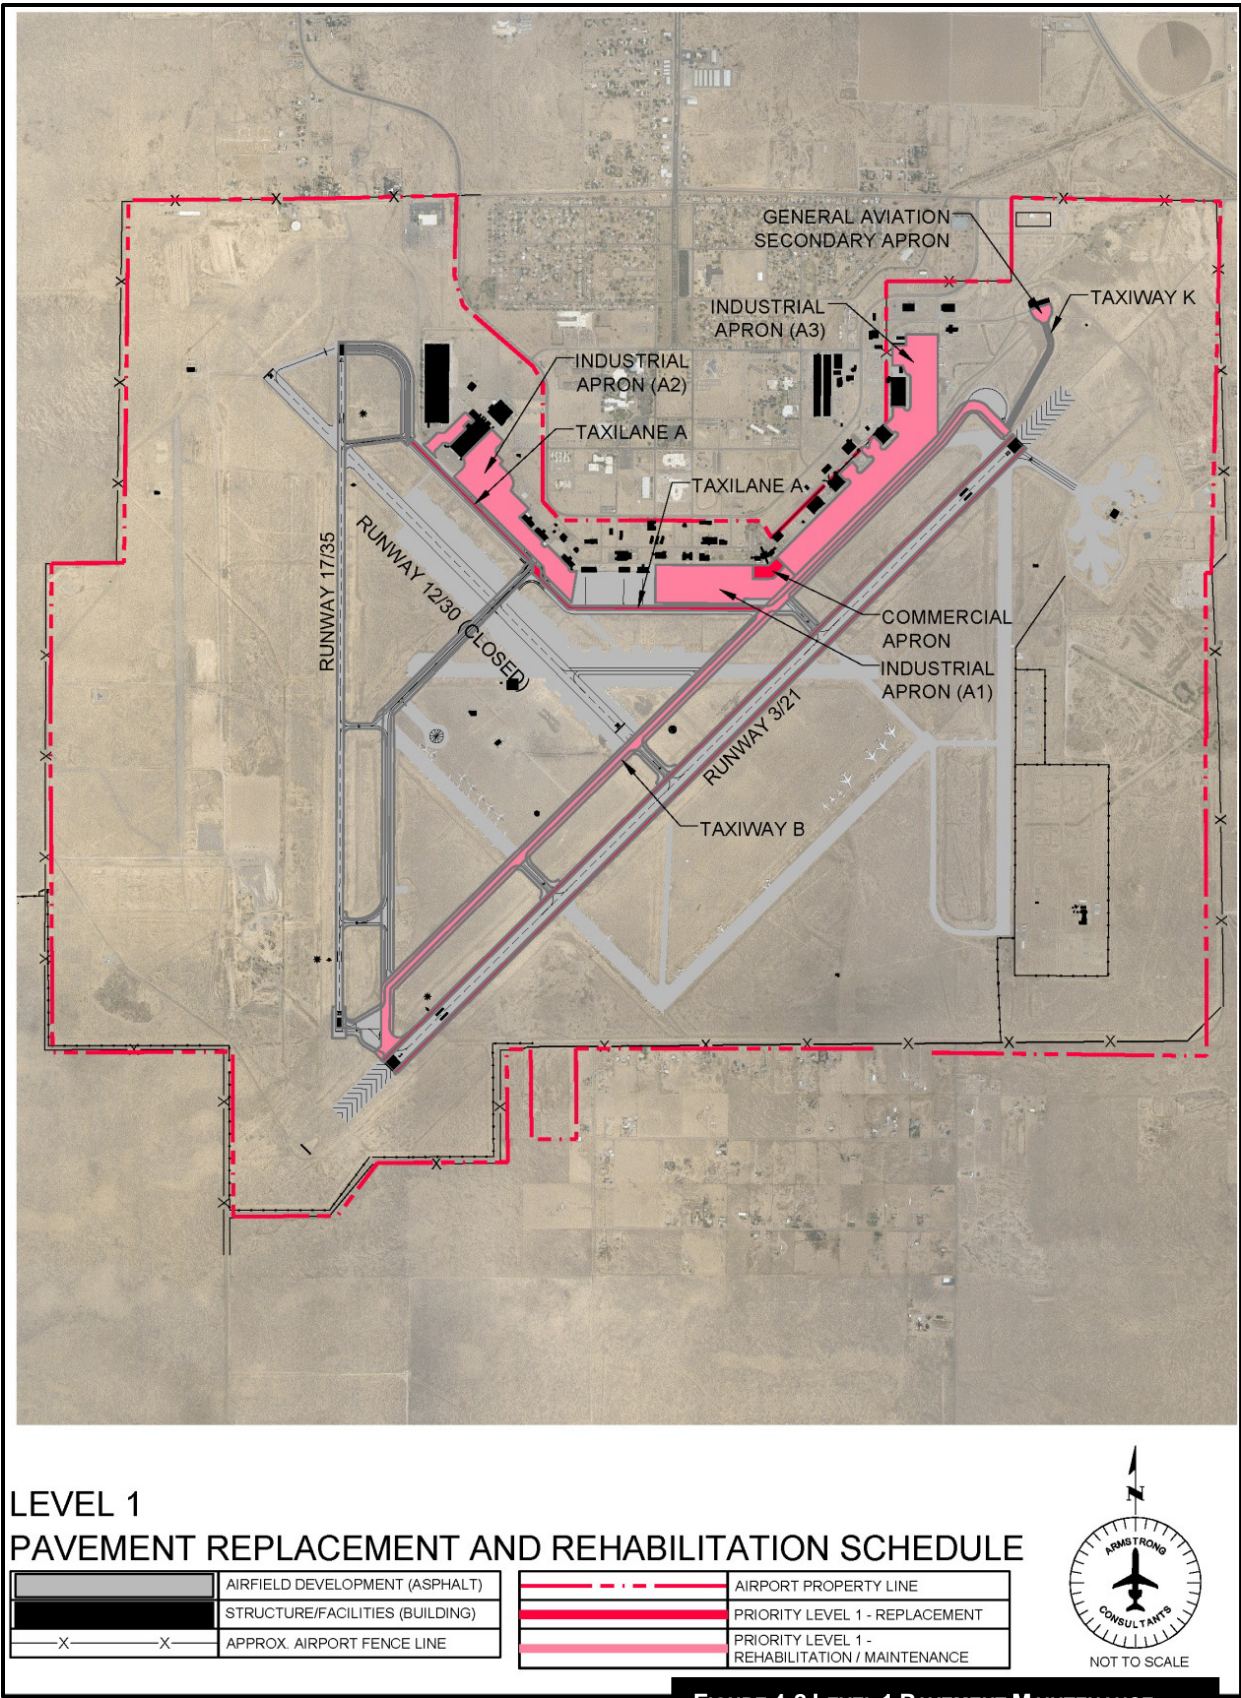 GENERAL AVIATION
SECONDARY APRON
TAXIWAY K
INDUSTRIAL
APRON (A3)
INDUSTRIAL
APRON (A2)
TAXILANE A
TAXILANE A
RUNWAY 17/35
RUNWAY 12/30 (CLOSED)
COMMERCIAL
APRON
INDUSTRIAL
APRON (A1)
RUNWAY 3/21
TAXIWAY B
LEVEL 1
PAVEMENT REPLACEMENT AND REHABILITATION SCHEDULE
AIRFIELD DEVELOPMENT (ASPHALT)
STRUCTURE/FACILITIES (BUILDING)
X X APPROX. AIRPORT FENCE LINE
AIRPORT PROPERTY LINE
PRIORITY LEVEL 1 - REPLACEMENT
PRIORITY LEVEL 1 -
REHABILITATION / MAINTENANCE
N
ARMSTRONG
CONSULTANTS
NOT TO SCALE